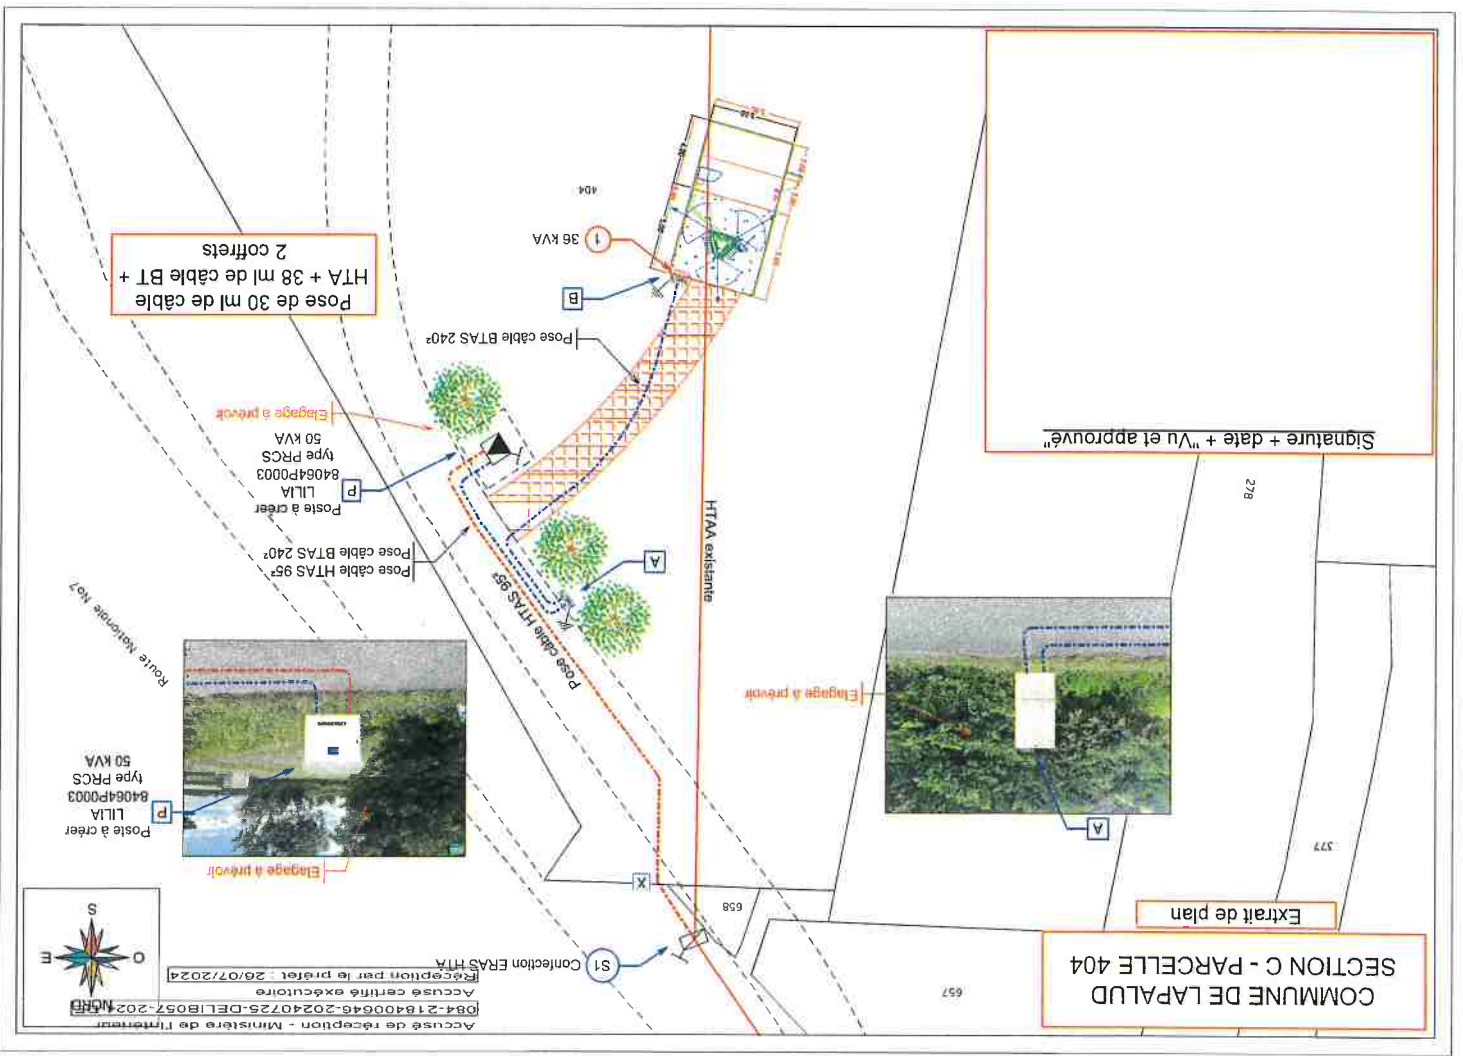 Accusé de réception - Ministère de l'Intérieur
084-218400646-20240725-DELIB057-2024-DE
Accusé certifié exécutoire
Réception par le préfet : 26/07/2024
COMMUNE DE LAPALUD
SECTION C - PARCELLE 404
Extrait de plan
NORD
O
E
S
657
658
377
278
404
S1
Confection ERAS HTA
X
A
Elagage à prévoir
Elagage à prévoir
P
Poste à créer
LILIA
84064P0003
type PRCS
50 kVA
Route Nationale No7
HTAA existante
Pose câble HTAS 95²
A
Pose câble HTAS 95²
Pose câble BTAS 240²
P
Poste à créer
LILIA
84064P0003
type PRCS
50 kVA
Elagage à prévoir
Pose câble BTAS 240²
Signature + date + "Vu et approuvé"
B
1
36 kVA
Pose de 30 ml de câble
HTA + 38 ml de câble BT +
2 coffrets